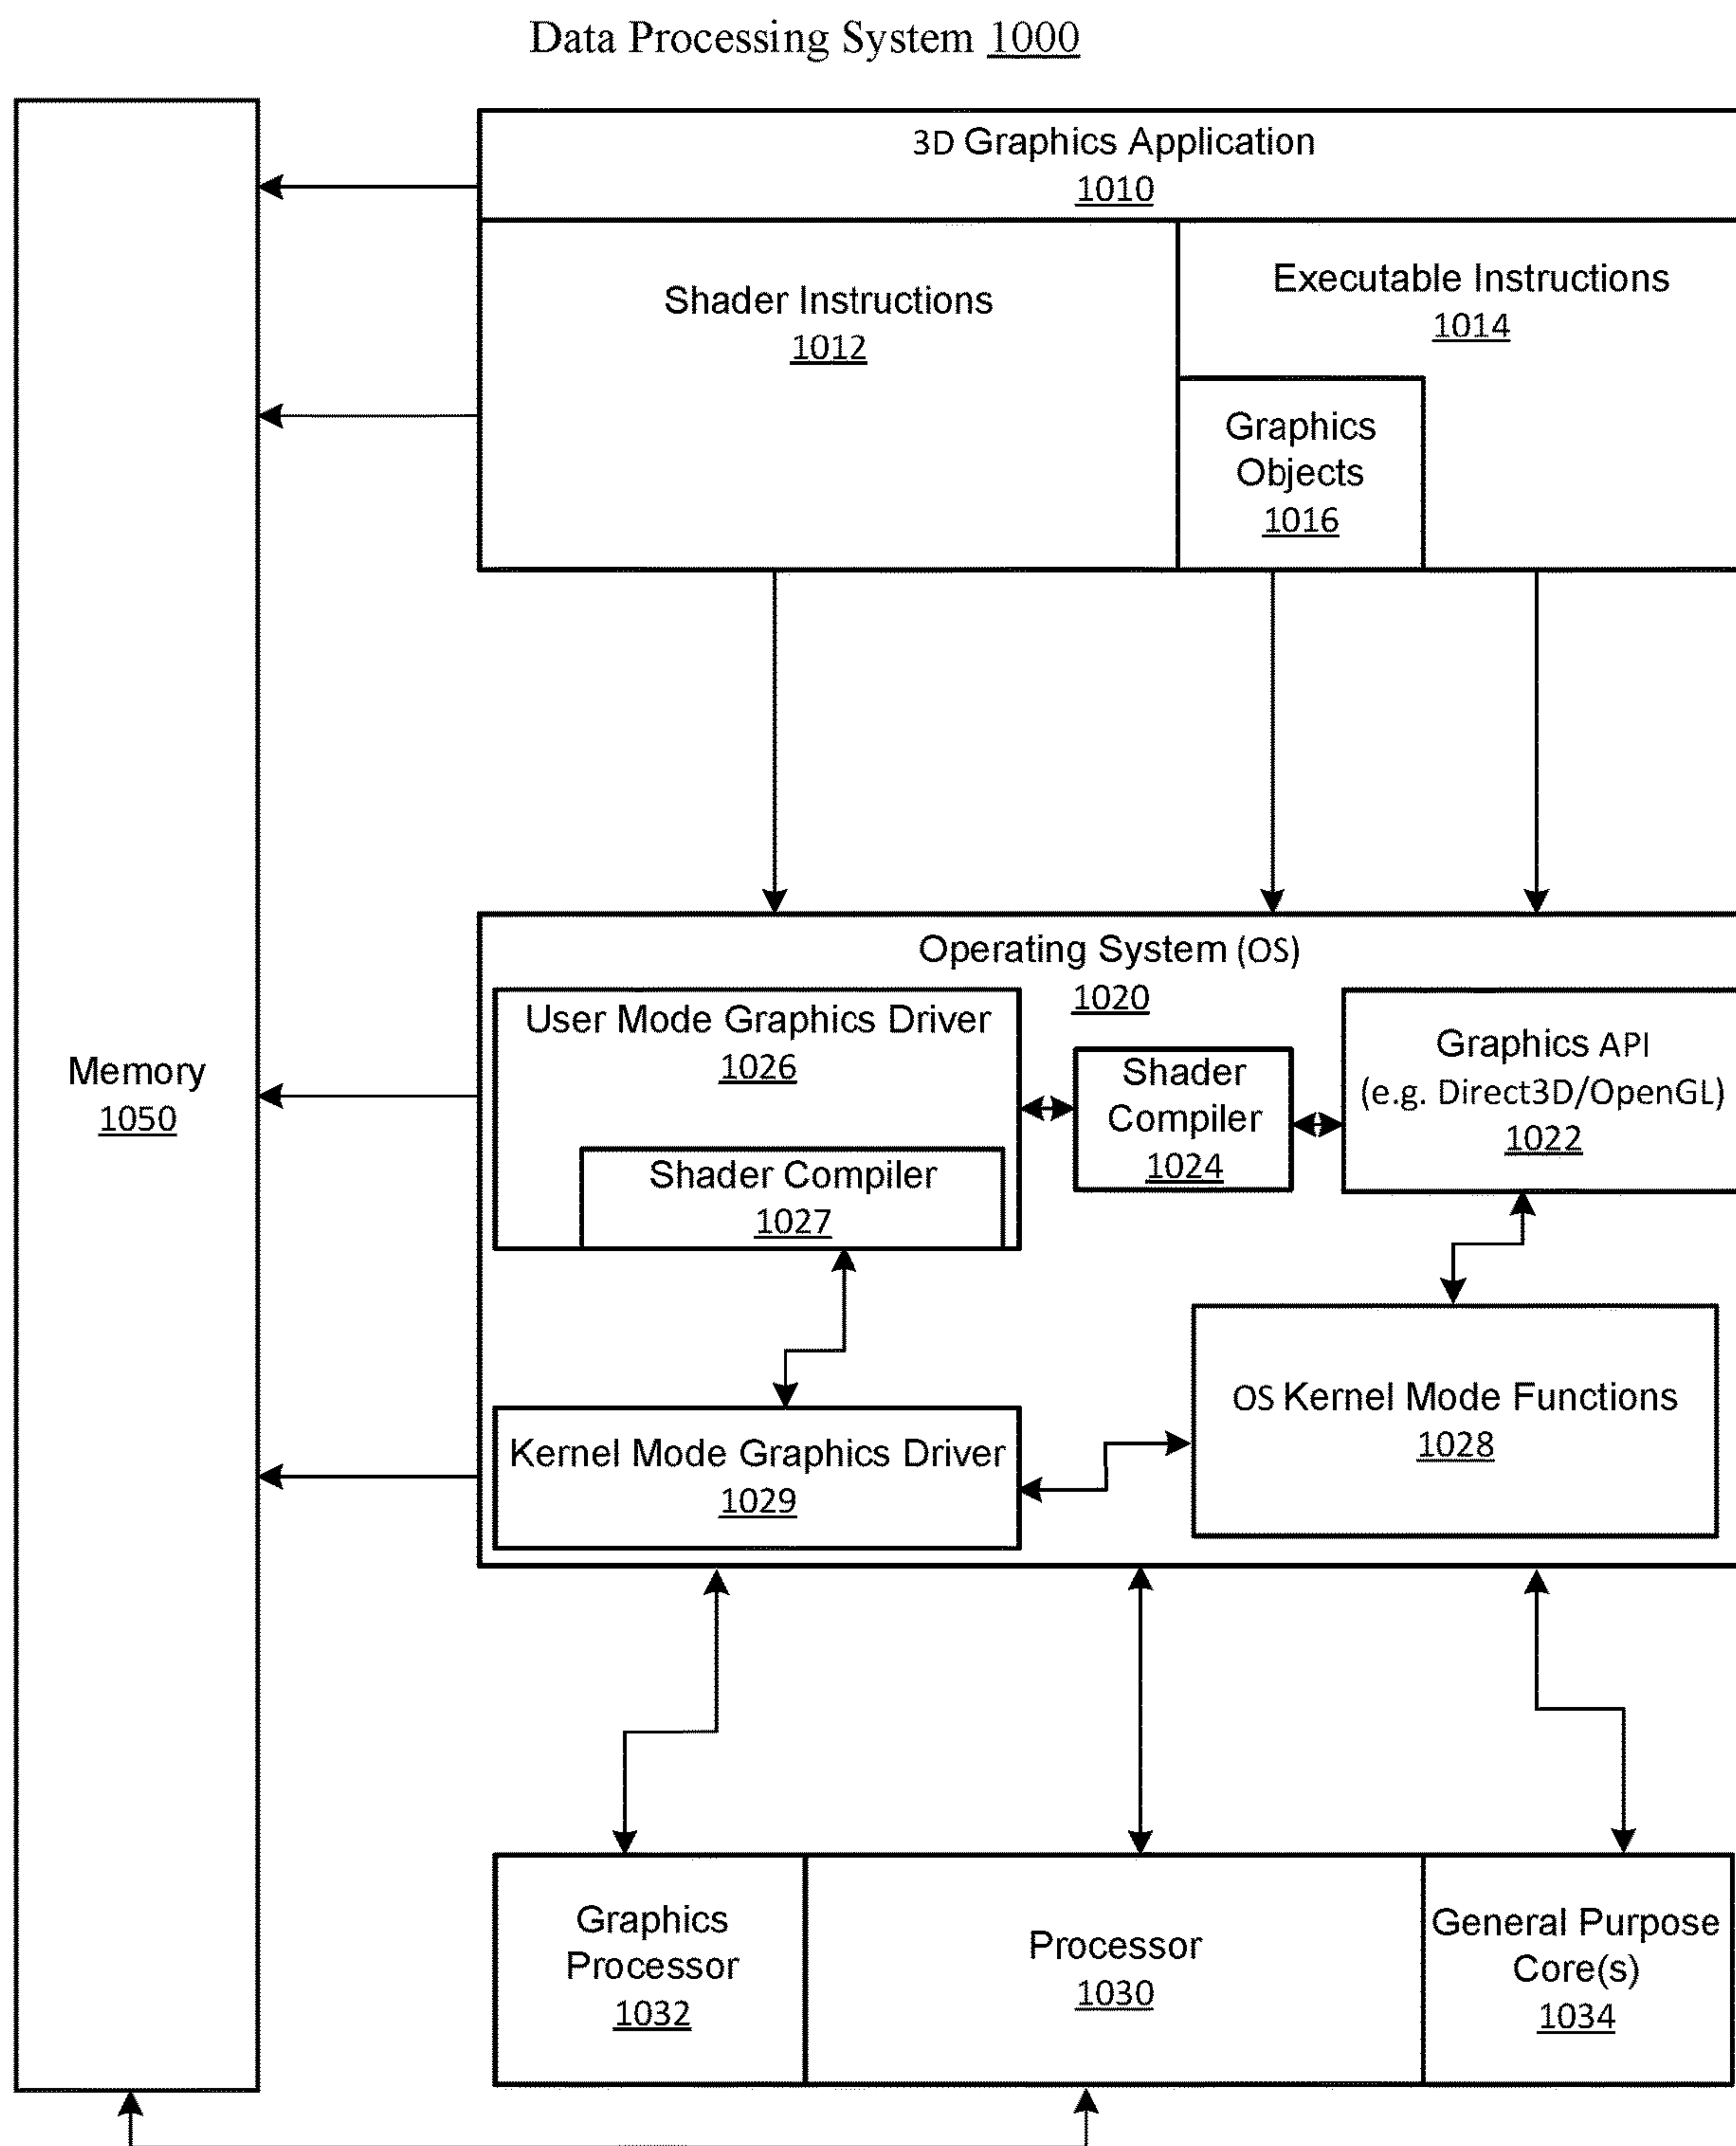 Data Processing System 1000
3D Graphics Application
1010
Shader Instructions
1012
Executable Instructions
1014
Graphics
Objects
1016
Operating System (OS)
1020
User Mode Graphics Driver
1026
Shader Compiler
1027
Shader
Compiler
1024
Graphics API
(e.g. Direct3D/OpenGL)
1022
Memory
1050
OS Kernel Mode Functions
1028
Kernel Mode Graphics Driver
1029
Graphics
Processor
1032
Processor
1030
General Purpose
Core(s)
1034